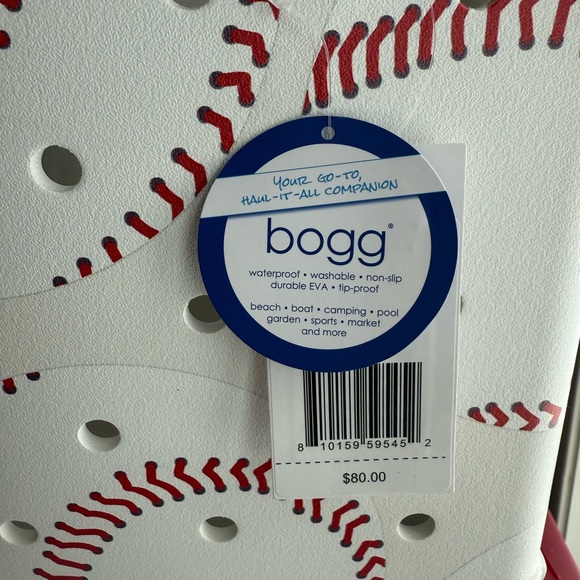 YOUR GO-TO,
HAUL-IT-ALL COMPANION
bogg®
waterproof • washable • non-slip
durable EVA • tip-proof
beach • boat • camping • pool
garden • sports • market
and more
8 10159 59545 2
$80.00